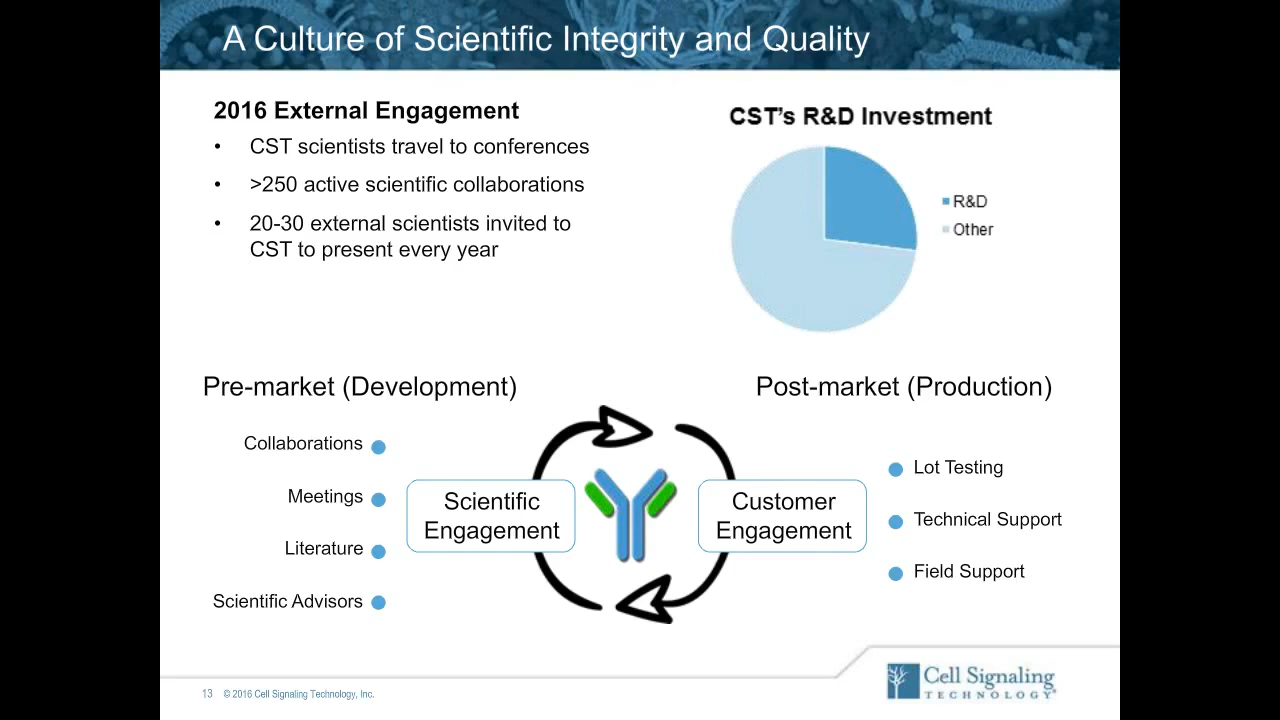 A Culture of Scientific Integrity and Quality
2016 External Engagement
• CST scientists travel to conferences
• >250 active scientific collaborations
• 20-30 external scientists invited to
CST to present every year
CST's R&D Investment
R&D
Other
Pre-market (Development)
Collaborations
Meetings
Literature
Scientific Advisors
Scientific
Engagement
Customer
Engagement
Post-market (Production)
Lot Testing
Technical Support
Field Support
13 © 2016 Cell Signaling Technology, Inc.
Cell Signaling
TECHNOLOGY®